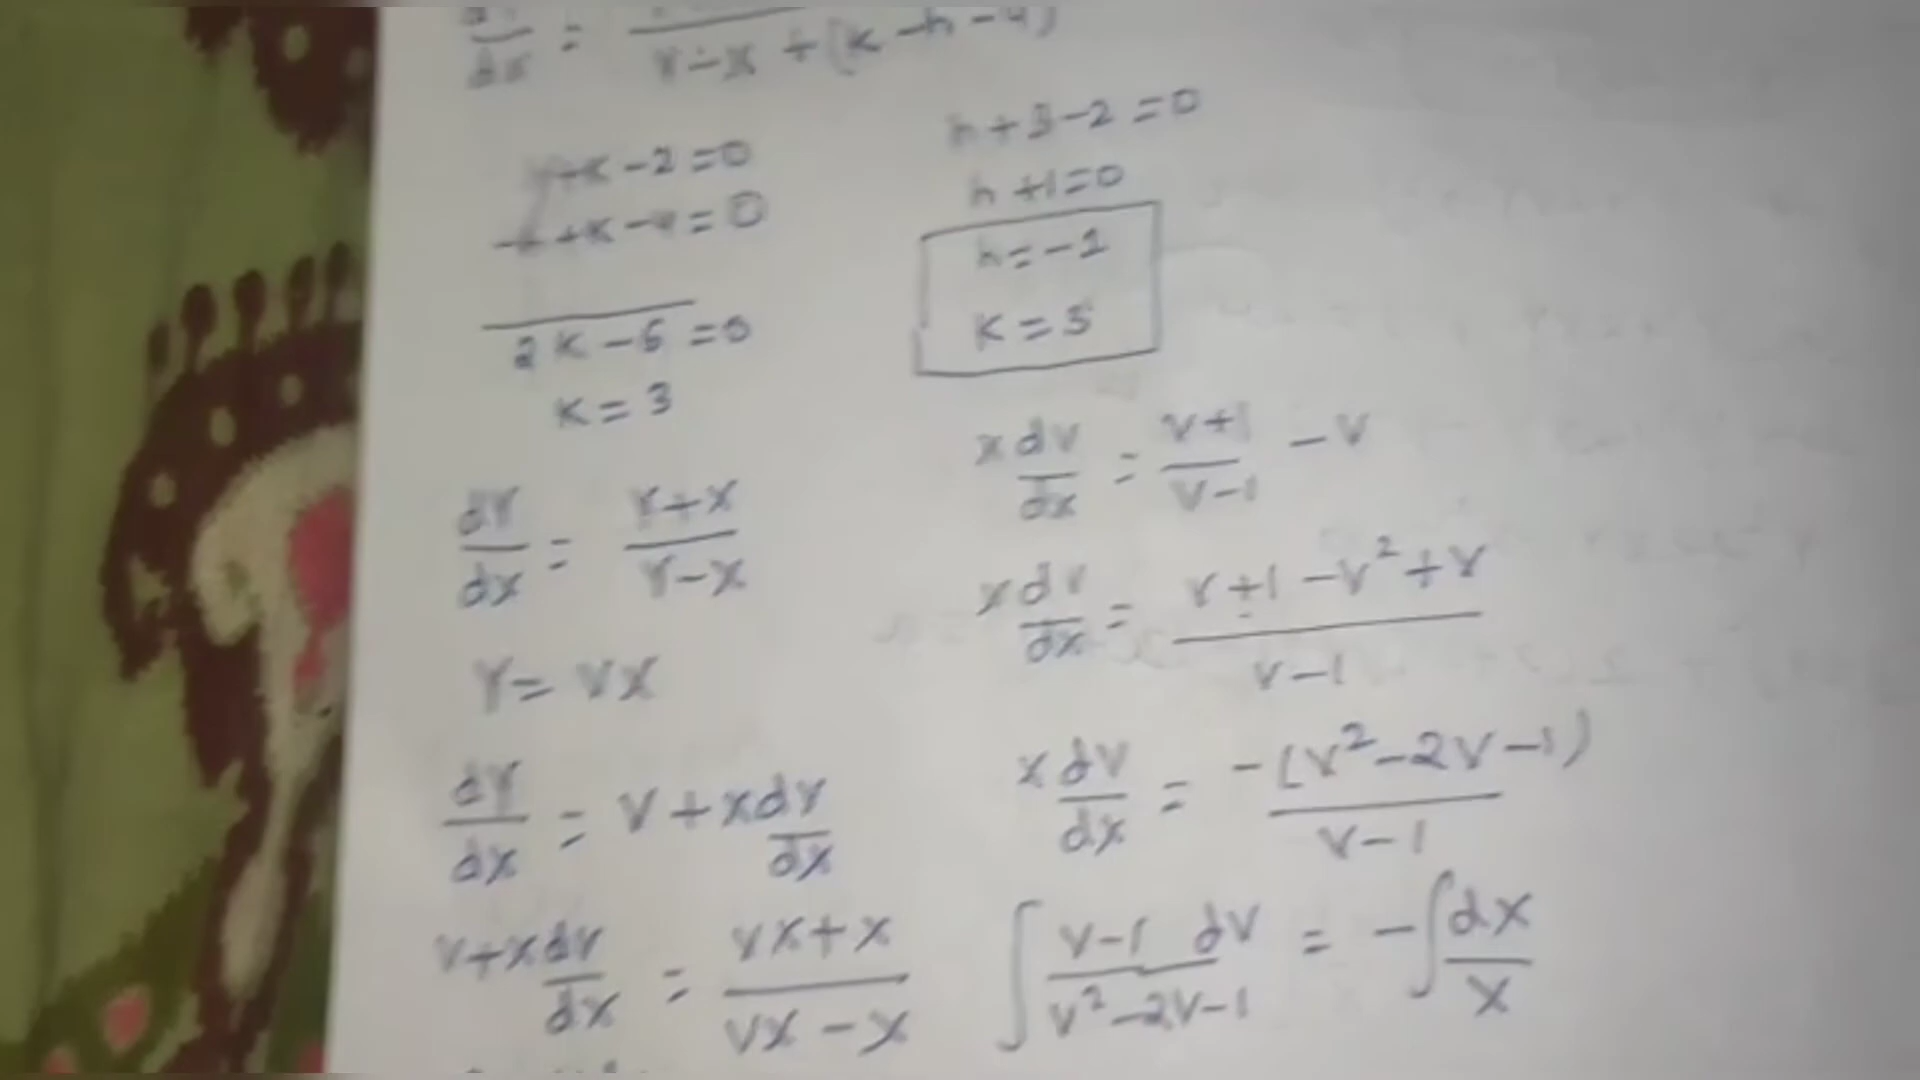 dx = Y-X + (k-h-4)
h+k-2=0
-h+k-4=0
2k-6=0
k=3
dY/dX = Y+X/Y-X
Y= VX
dY/dX = V+X dV/dX
V+X dV/dX = VX+X/VX-X
h+3-2=0
h+1=0
h=-1
K=3
X dV/dX = V+1/V-1 -V
X dV/dX = V+1-V²+V/V-1
X dV/dX = -(V²-2V-1)/V-1
∫ V-1 dV/V²-2V-1 = -∫ dX/X